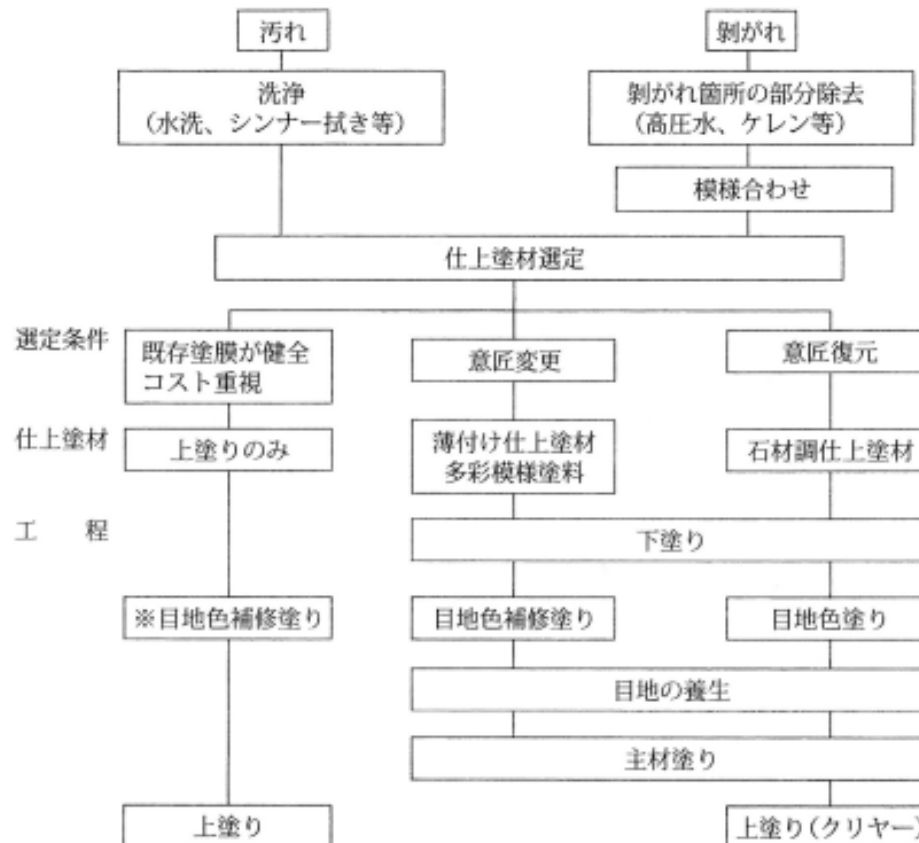 汚れ
剝がれ
洗浄
(水洗、シンナー拭き等)
剝がれ箇所の部分除去
(高圧水、ケレン等)
模様合わせ
仕上塗材選定
選定条件
既存塗膜が健全
コスト重視
意匠変更
意匠復元
仕上塗材
上塗りのみ
薄付け仕上塗材
多彩模様塗料
石材調仕上塗材
工 程
下塗り
※目地色補修塗り
目地色補修塗り
目地色塗り
目地の養生
主材塗り
上塗り
上塗り(クリヤー)